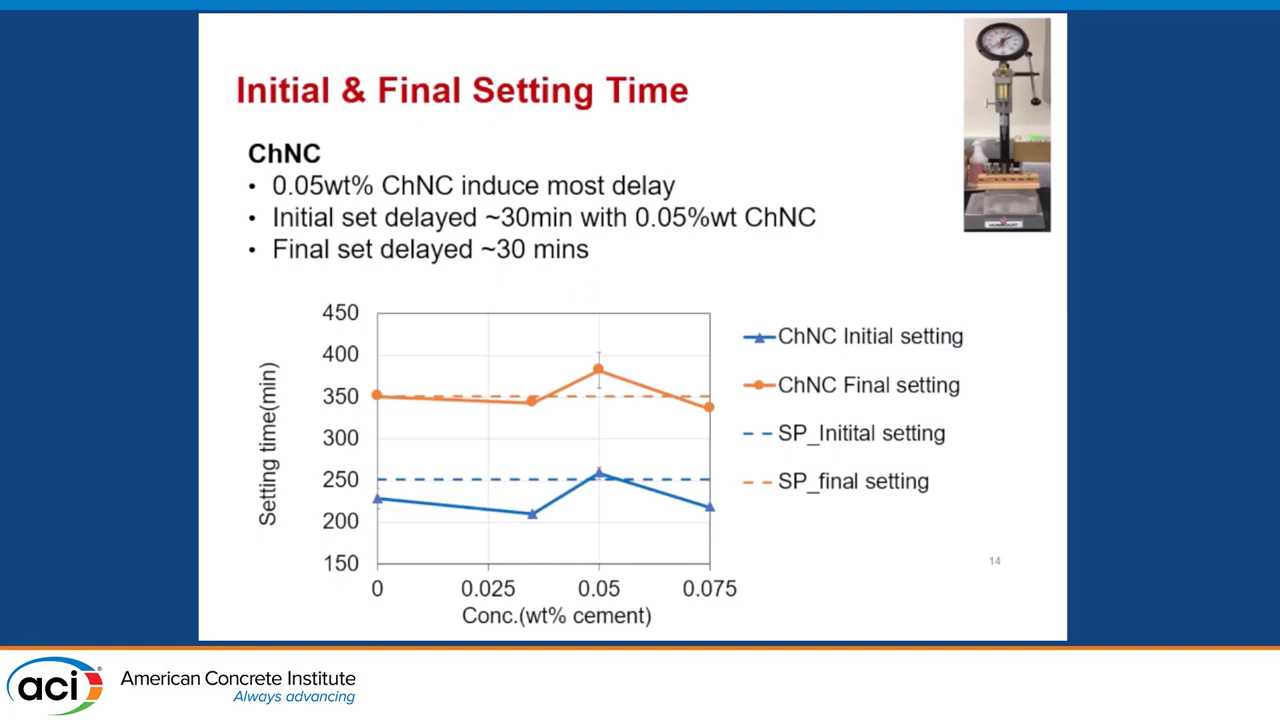 Initial & Final Setting Time
ChNC
• 0.05wt% ChNC induce most delay
• Initial set delayed ~30min with 0.05%wt ChNC
• Final set delayed ~30 mins
450
400
350
300
250
200
150
Setting time(min)
0
0.025
0.05
0.075
Conc.(wt% cement)
ChNC Initial setting
ChNC Final setting
SP_Initital setting
SP_final setting
14
aci
®
American Concrete Institute
Always advancing